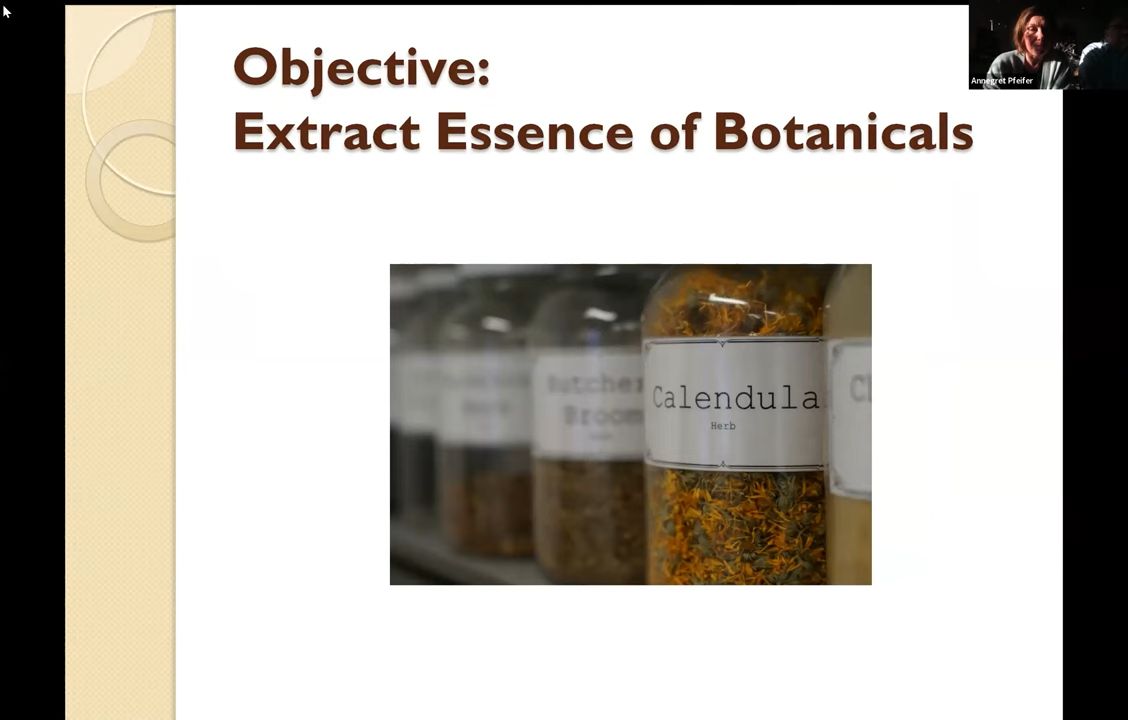 Objective:
Extract Essence of Botanicals
Annegret Pfeifer
Butcher
Broom
Calendula
Herb